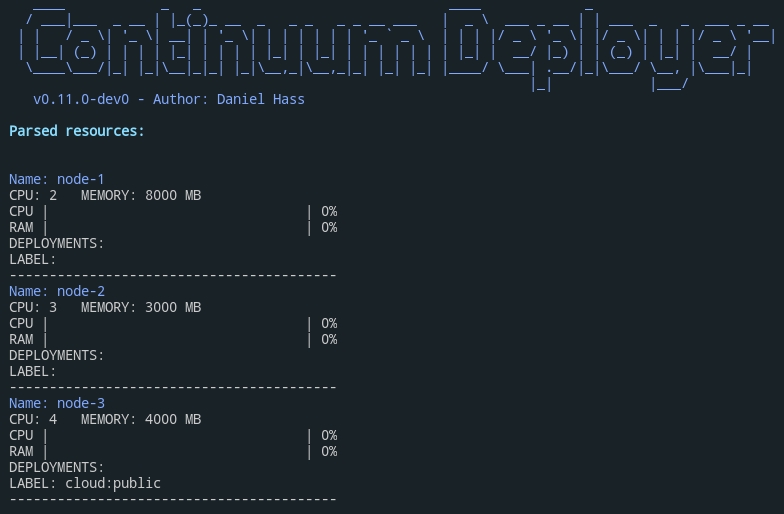 Continuum Deployer
v0.11.0-dev0 - Author: Daniel Hass
Parsed resources:
Name: node-1
CPU: 2   MEMORY: 8000 MB
CPU |                                | 0%
RAM |                                | 0%
DEPLOYMENTS:
LABEL:
-----------------------------------------
Name: node-2
CPU: 3   MEMORY: 3000 MB
CPU |                                | 0%
RAM |                                | 0%
DEPLOYMENTS:
LABEL:
-----------------------------------------
Name: node-3
CPU: 4   MEMORY: 4000 MB
CPU |                                | 0%
RAM |                                | 0%
DEPLOYMENTS:
LABEL: cloud:public
-----------------------------------------